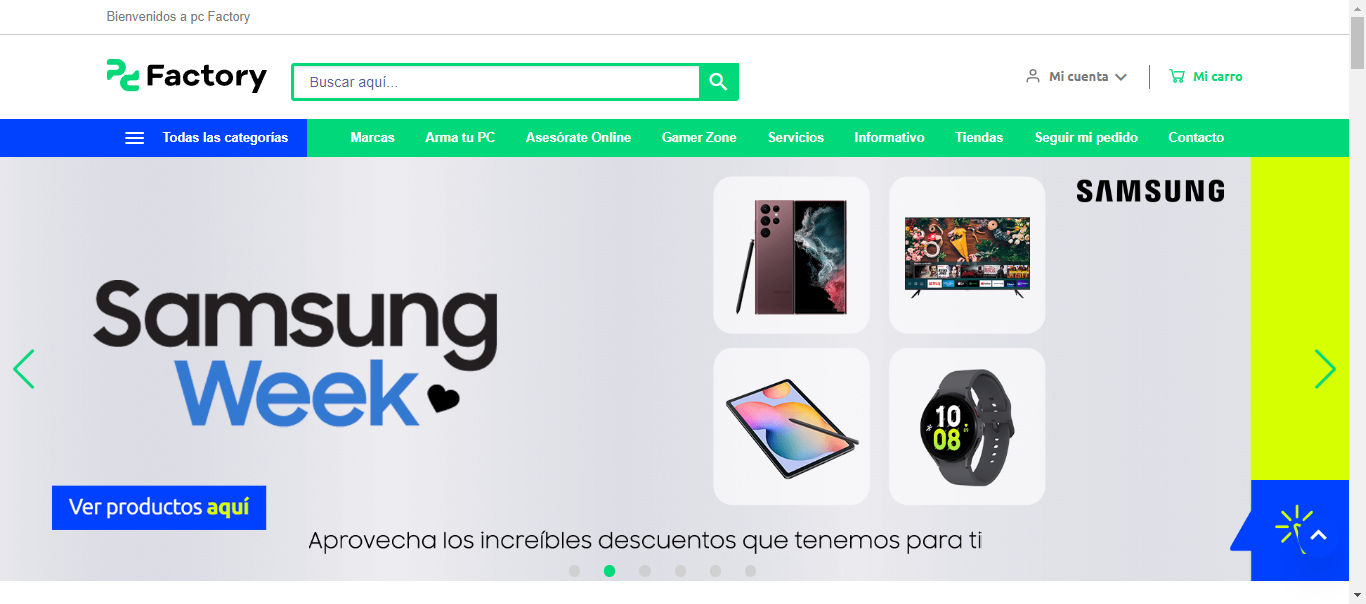 Bienvenidos a pc Factory
Factory
Buscar aquí...
Mi cuenta
Mi carro
Todas las categorías
Marcas
Arma tu PC
Asesórate Online
Gamer Zone
Servicios
Informativo
Tiendas
Seguir mi pedido
Contacto
SAMSUNG
Samsung
Week
10
08
Ver productos aquí
Aprovecha los increíbles descuentos que tenemos para ti